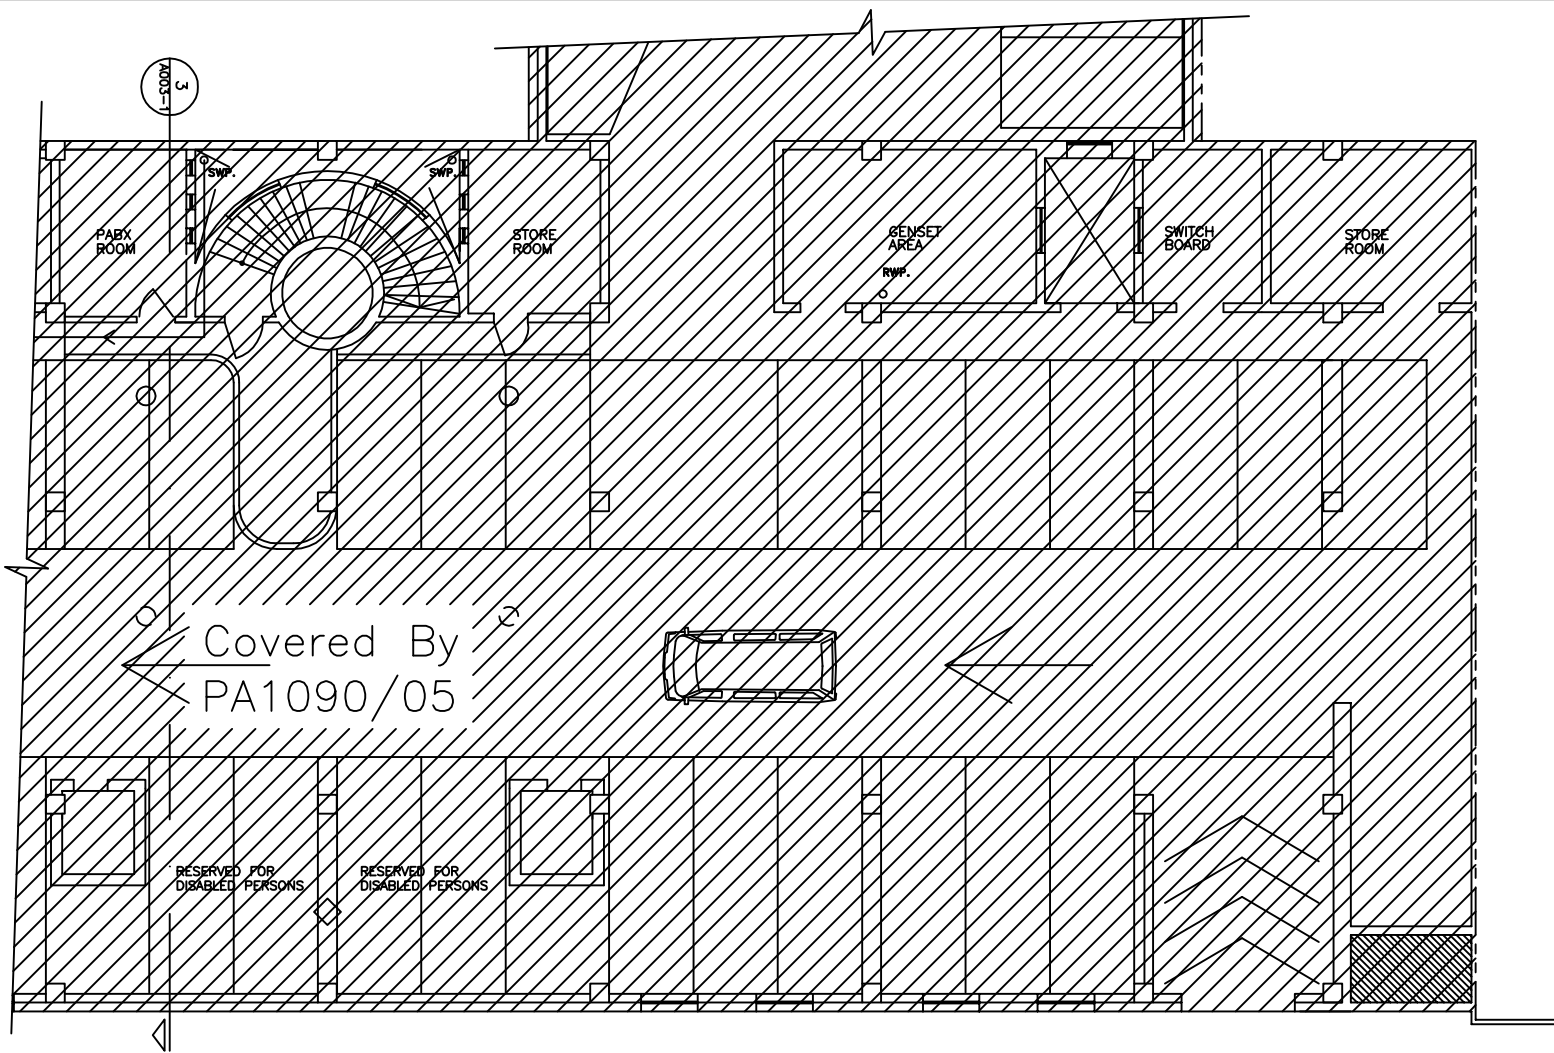 3
A003-1
SWP.
SWP.
PABX
ROOM
STORE
ROOM
GENSET
AREA
RWP.
SWITCH
BOARD
STORE
ROOM
Covered By
PA1090/05
RESERVED FOR
DISABLED PERSONS
RESERVED FOR
DISABLED PERSONS